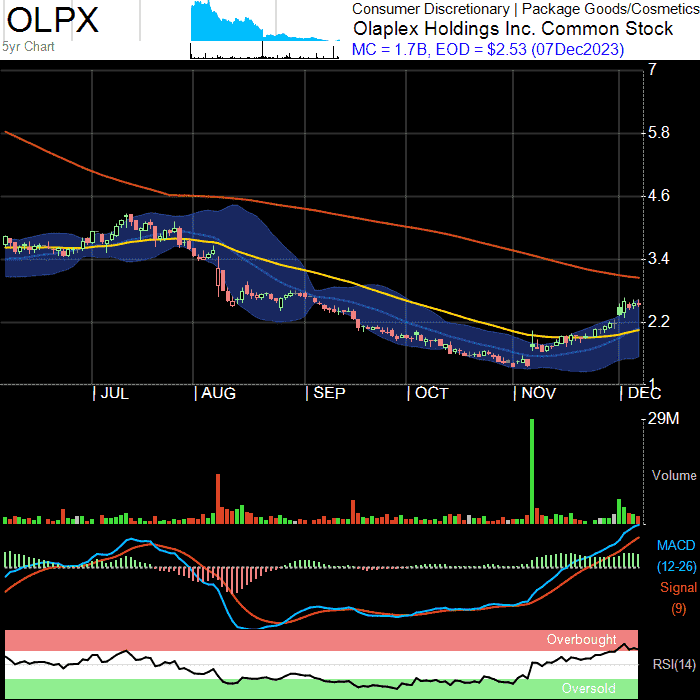 OLPX
5yr Chart
Consumer Discretionary | Package Goods/Cosmetics
Olaplex Holdings Inc. Common Stock
MC = 1.7B, EOD = $2.53 (07Dec2023)
7
5.8
4.6
3.4
2.2
1
JUL AUG SEP OCT NOV DEC
29M
Volume
MACD
(12-26)
Signal
(9)
Overbought
RSI(14)
Oversold